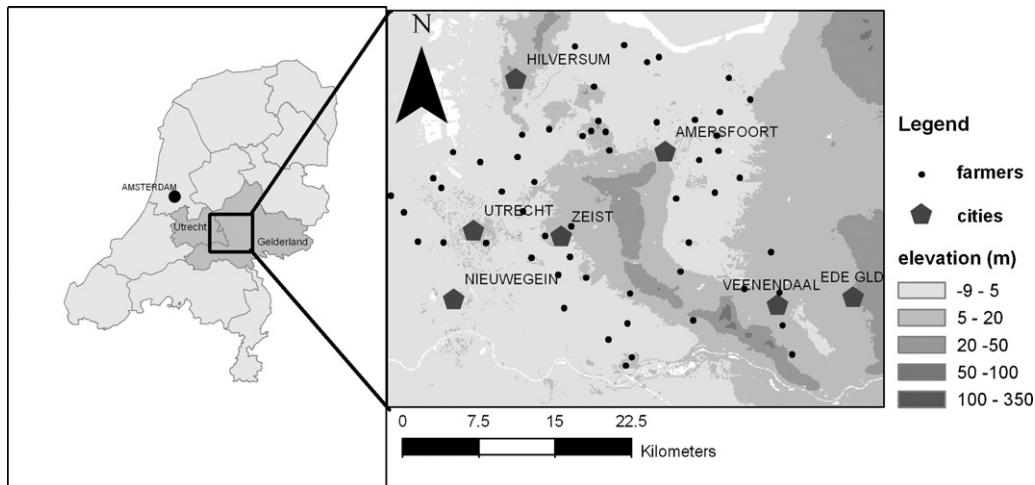 AMSTERDAM
Utrecht
Gelderland
N
HILVERSUM
AMERSFOORT
UTRECHT
ZEIST
NIEUWEGEIN
VEENENDAAL
EDE GLD
0 7.5 15 22.5
Kilometers
Legend
farmers
cities
elevation (m)
-9 - 5
5 - 20
20 -50
50 -100
100 - 350